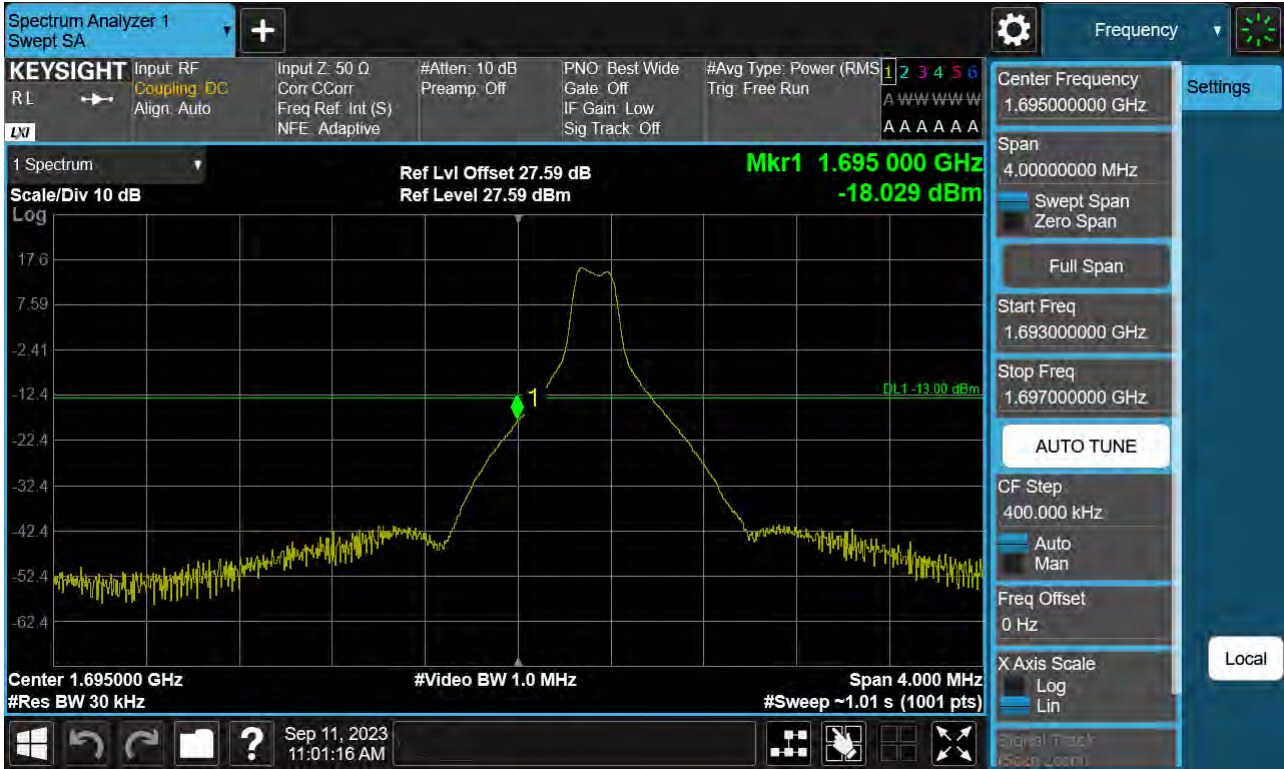 Spectrum Analyzer 1
Swept SA
Frequency
KEYSIGHT
RL
LXI
Input: RF
Coupling: DC
Align: Auto
Input Z: 50 Ω
Corr CCorr
Freq Ref: Int (S)
NFE: Adaptive
#Atten: 10 dB
Preamp: Off
PNO: Best Wide
Gate: Off
IF Gain: Low
Sig Track: Off
#Avg Type: Power (RMS
Trig: Free Run
1 2 3 4 5 6
A W W W W W
A A A A A A
1 Spectrum
Scale/Div 10 dB
Log
Ref Lvl Offset 27.59 dB
Ref Level 27.59 dBm
Mkr1 1.695 000 GHz
-18.029 dBm
17.6
7.59
-2.41
-12.4
-22.4
-32.4
-42.4
-52.4
-62.4
1
DL1 -13.00 dBm
Center 1.695000 GHz
#Res BW 30 kHz
#Video BW 1.0 MHz
Span 4.000 MHz
#Sweep ~1.01 s (1001 pts)
Center Frequency
1.695000000 GHz
Span
4.00000000 MHz
Swept Span
Zero Span
Full Span
Start Freq
1.693000000 GHz
Stop Freq
1.697000000 GHz
AUTO TUNE
CF Step
400.000 kHz
Auto
Man
Freq Offset
0 Hz
X Axis Scale
Log
Lin
Signal Track
(Span Zoom)
Settings
Local
?
Sep 11, 2023
11:01:16 AM